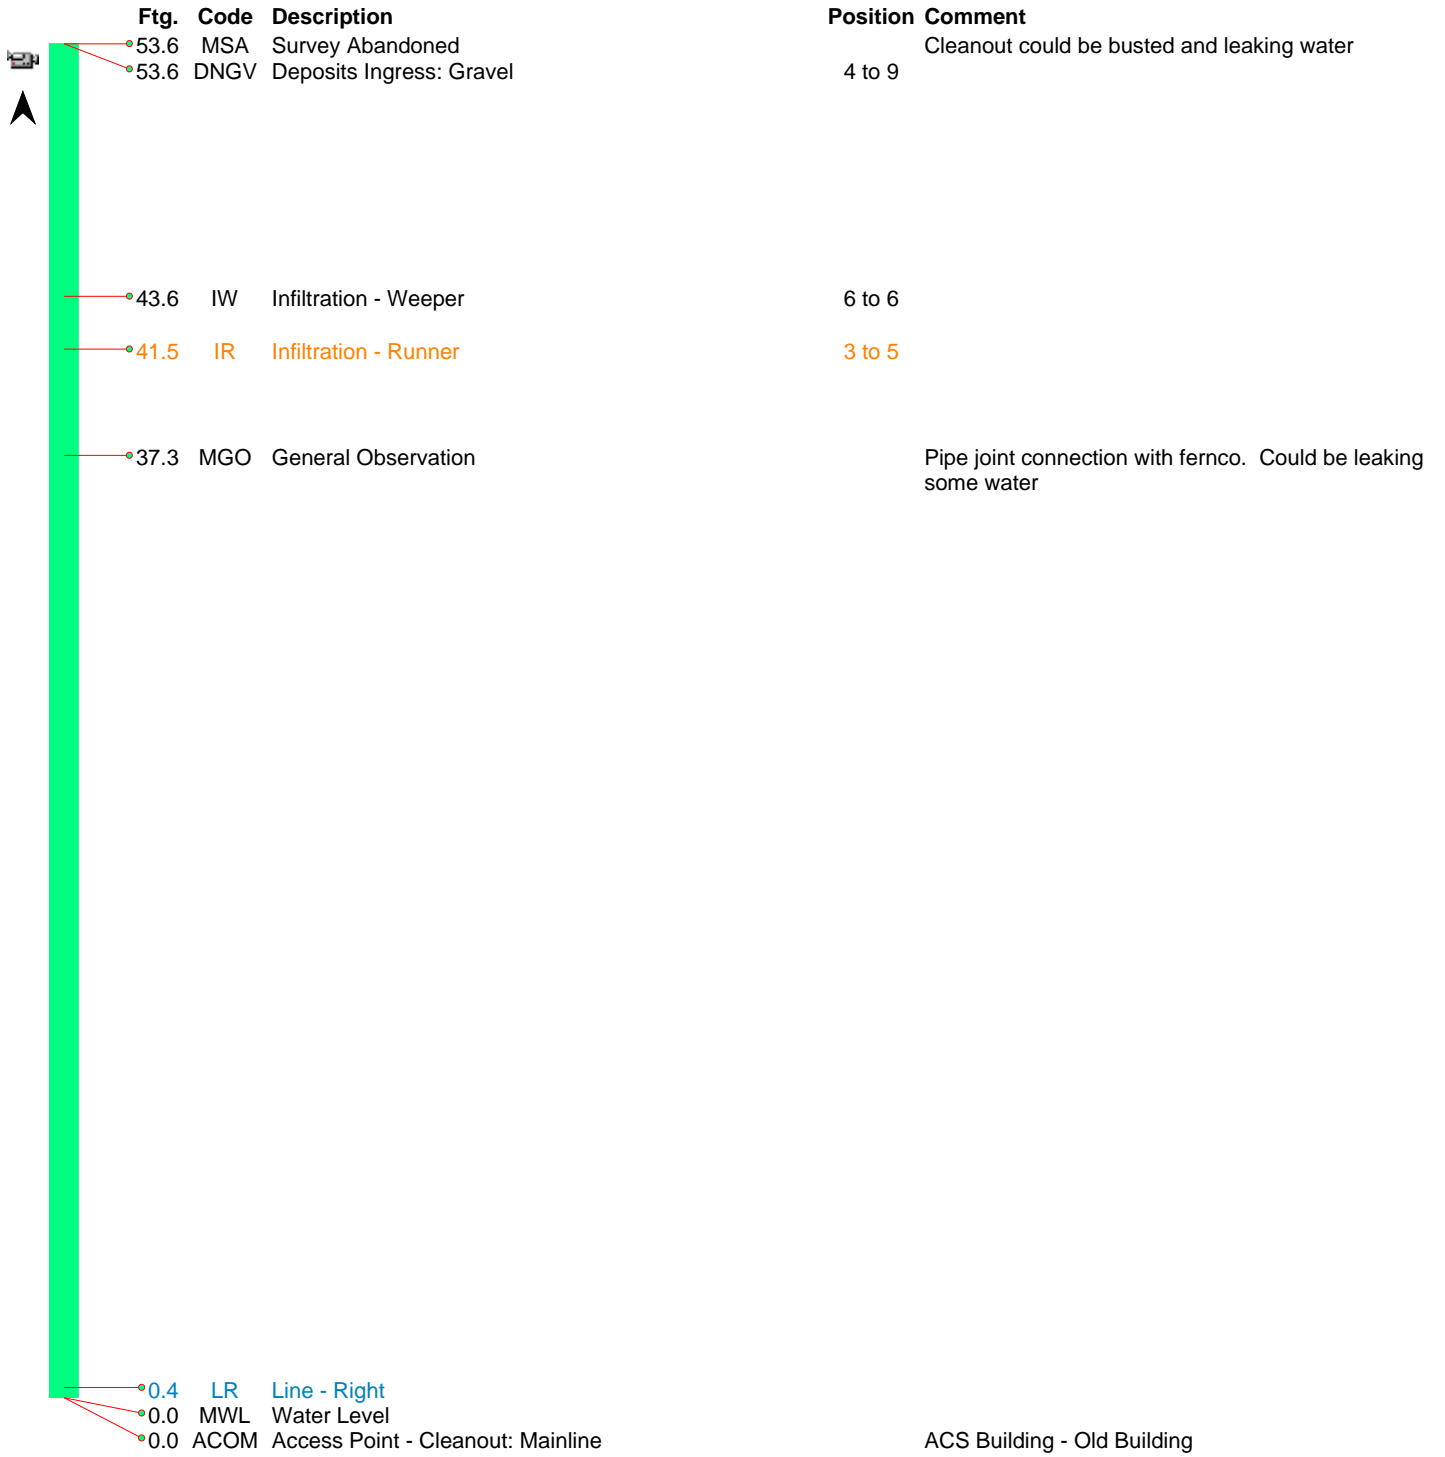 Ftg. Code Description Position Comment
53.6 MSA Survey Abandoned Cleanout could be busted and leaking water
53.6 DNGV Deposits Ingress: Gravel 4 to 9
43.6 IW Infiltration - Weeper 6 to 6
41.5 IR Infiltration - Runner 3 to 5
37.3 MGO General Observation Pipe joint connection with fernco. Could be leaking
some water
0.4 LR Line - Right
0.0 MWL Water Level
0.0 ACOM Access Point - Cleanout: Mainline ACS Building - Old Building